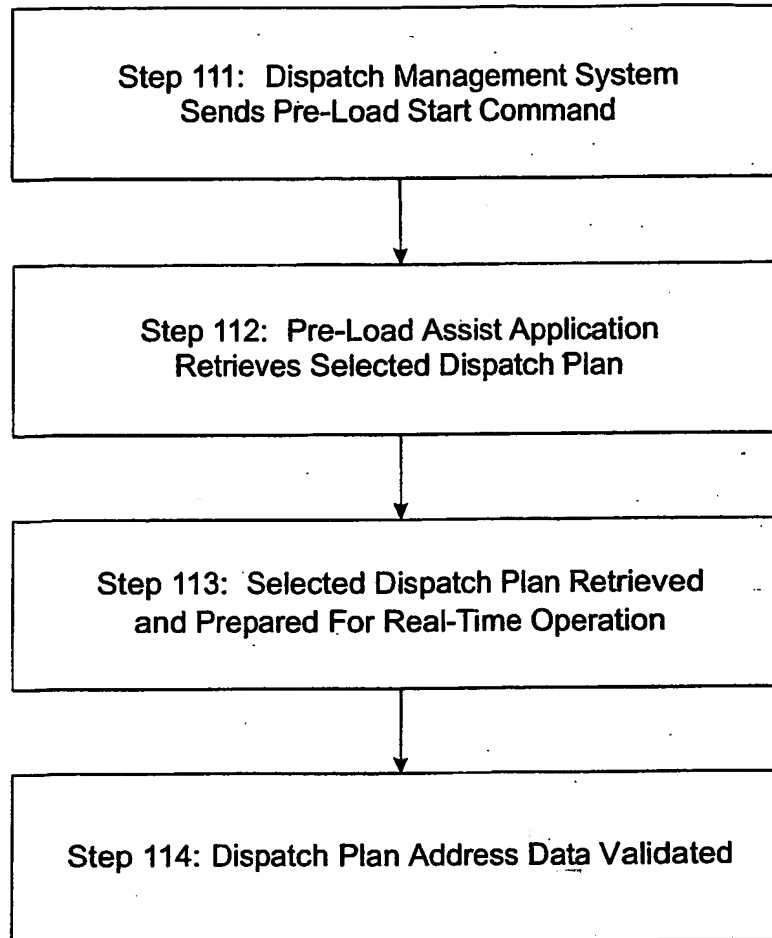 Step 111: Dispatch Management System
Sends Pre-Load Start Command
Step 112: Pre-Load Assist Application
Retrieves Selected Dispatch Plan
Step 113: Selected Dispatch Plan Retrieved
and Prepared For Real-Time Operation
Step 114: Dispatch Plan Address Data Validated